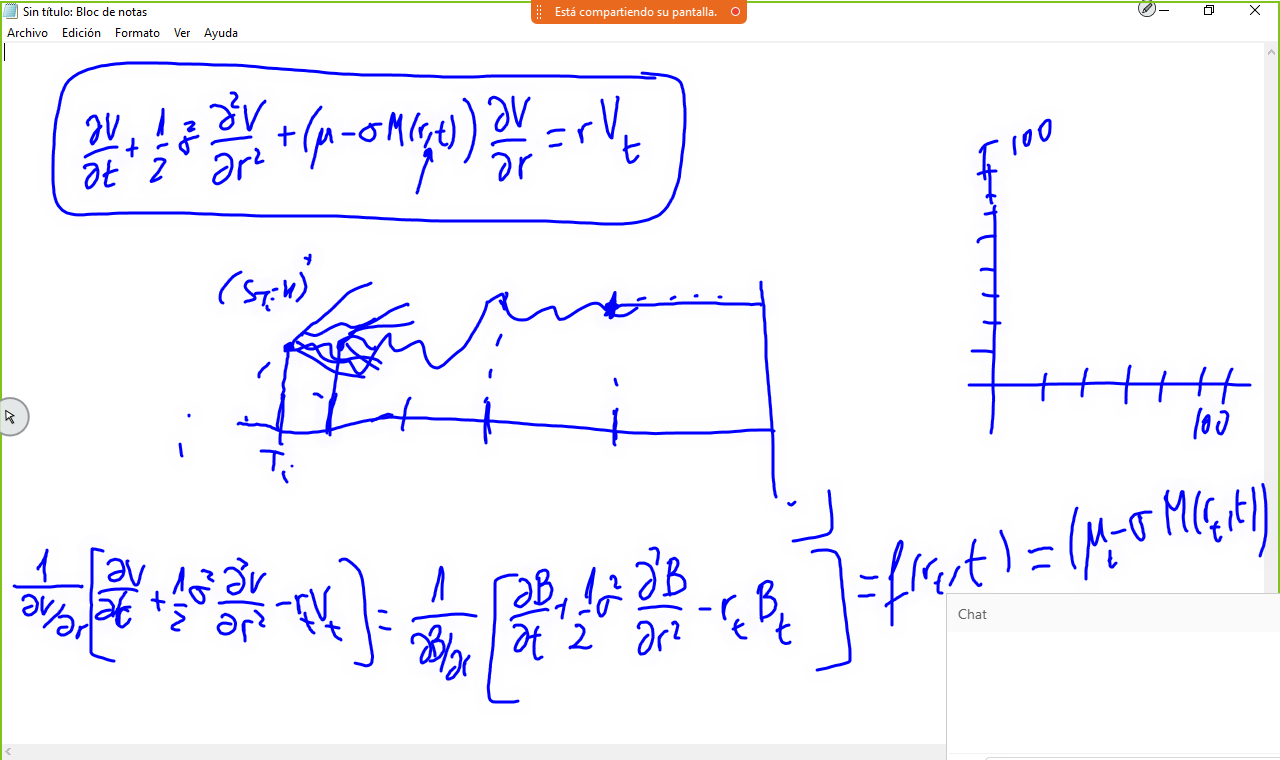 Sin título: Bloc de notas
Está compartiendo su pantalla.
Archivo Edición Formato Ver Ayuda
∂V/∂t + 1/2 σ² ∂²V/∂r² + (μ - σM(r,t)) ∂V/∂r = r V_t
100
(S_{Ti}-K)^+
T_i
100
1/(∂V/∂r) [∂V/∂t + 1/2 σ² ∂²V/∂r² - r_t V_t] = 1/(∂B/∂r) [∂B/∂t + 1/2 σ² ∂²B/∂r² - r_t B_t] = f(r_t, t) = (μ_t - σ M(r_t, t))
Chat